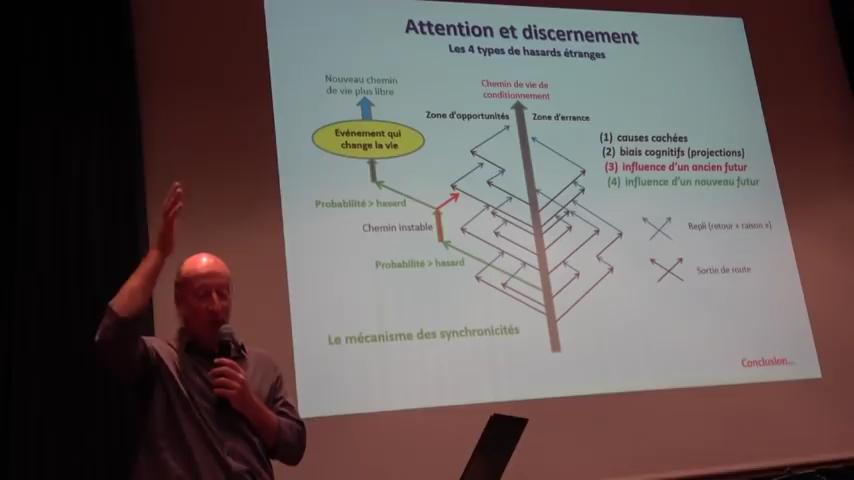 Attention et discernement
Les 4 types de hasards étranges
Nouveau chemin
de vie plus libre
Chemin de vie de
conditionnement
Evénement qui
change la vie
Zone d'opportunités
Zone d'errance
(1) causes cachées
(2) biais cognitifs (projections)
(3) influence d'un ancien futur
(4) influence d'un nouveau futur
Probabilité > hasard
Chemin instable
Probabilité > hasard
Repli (retour « raison »)
Sortie de route
Le mécanisme des synchronicités
Conclusion...